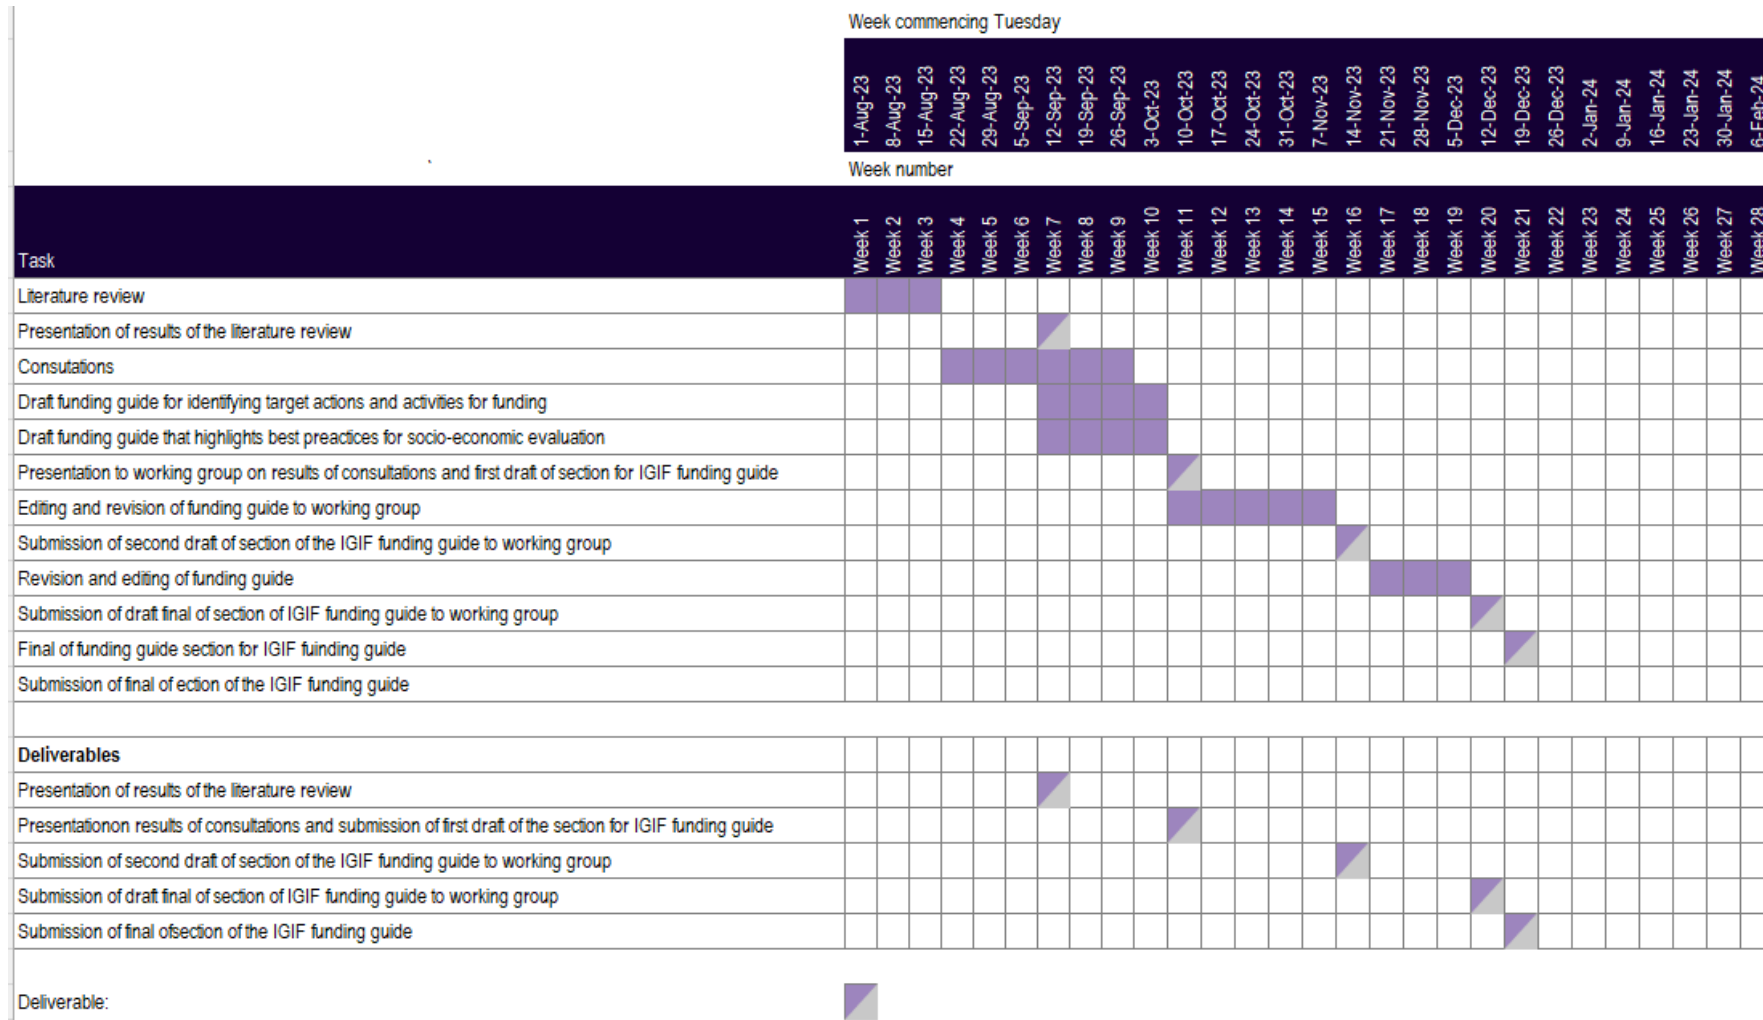 Week commencing Tuesday
1-Aug-23 8-Aug-23 15-Aug-23 22-Aug-23 29-Aug-23 5-Sep-23 12-Sep-23 19-Sep-23 26-Sep-23 3-Oct-23 10-Oct-23 17-Oct-23 24-Oct-23 31-Oct-23 7-Nov-23 14-Nov-23 21-Nov-23 28-Nov-23 5-Dec-23 12-Dec-23 19-Dec-23 26-Dec-23 2-Jan-24 9-Jan-24 16-Jan-24 23-Jan-24 30-Jan-24 6-Feb-24
Week number
Task Week 1 Week 2 Week 3 Week 4 Week 5 Week 6 Week 7 Week 8 Week 9 Week 10 Week 11 Week 12 Week 13 Week 14 Week 15 Week 16 Week 17 Week 18 Week 19 Week 20 Week 21 Week 22 Week 23 Week 24 Week 25 Week 26 Week 27 Week 28
Literature review
Presentation of results of the literature review
Consutations
Draft funding guide for identifying target actions and activities for funding
Draft funding guide that highlights best preactices for socio-economic evaluation
Presentation to working group on results of consultations and first draft of section for IGIF funding guide
Editing and revision of funding guide to working group
Submission of second draft of section of the IGIF funding guide to working group
Revision and editing of funding guide
Submission of draft final of section of IGIF funding guide to working group
Final of funding guide section for IGIF fuinding guide
Submission of final of ection of the IGIF funding guide
Deliverables
Presentation of results of the literature review
Presentationon results of consultations and submission of first draft of the section for IGIF funding guide
Submission of second draft of section of the IGIF funding guide to working group
Submission of draft final of section of IGIF funding guide to working group
Submission of final ofsection of the IGIF funding guide
Deliverable: